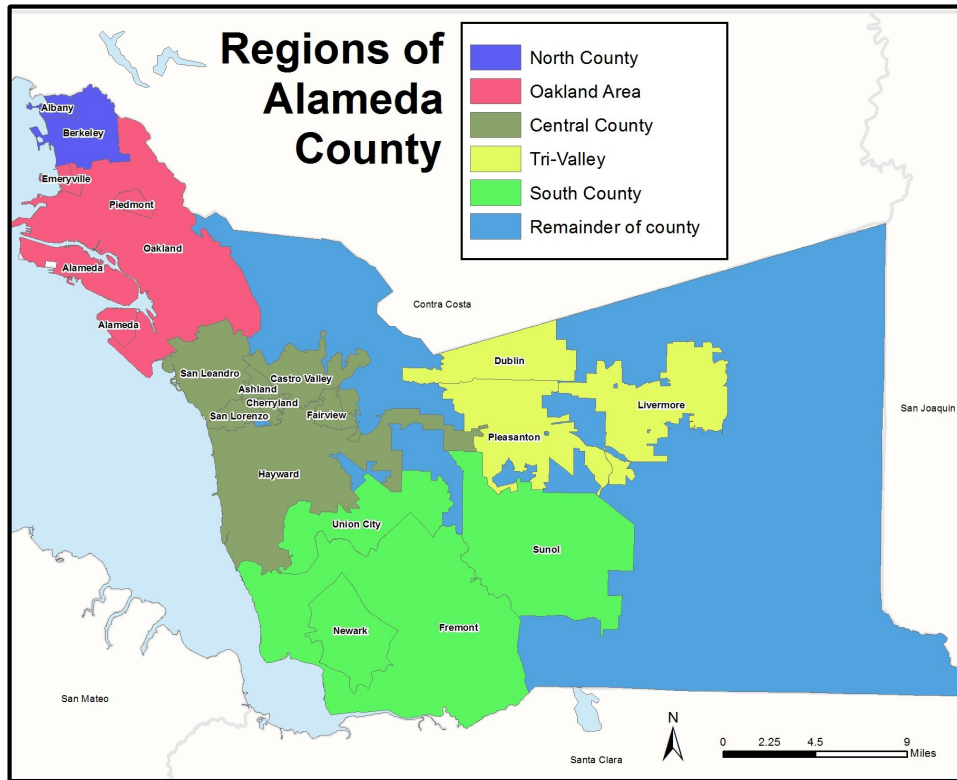 Regions of
Alameda
County
North County
Oakland Area
Central County
Tri-Valley
South County
Remainder of county
Albany
Berkeley
Emeryville
Piedmont
Oakland
Alameda
Alameda
Contra Costa
San Leandro
Ashland
Castro Valley
Cherryland
San Lorenzo
Fairview
Dublin
Livermore
San Joaquin
Pleasanton
Hayward
Union City
Sunol
Newark
Fremont
San Mateo
Santa Clara
N
0 2.25 4.5 9
Miles